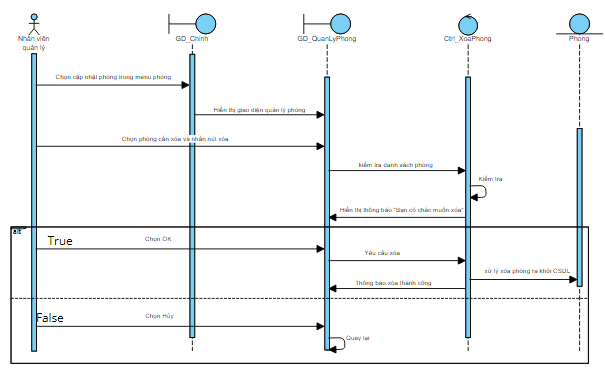 Nhân viên
quản lý
GD_Chính
GD_QuanLyPhong
Ctrl_XoaPhong
Phong
Chọn cập nhật phòng trong menu phòng
Hiển thị giao diện quản lý phòng
Chọn phòng cần xóa và nhấn nút xóa
kiểm tra danh sách phòng
Kiểm tra
Hiển thị thông báo "Bạn có chắc muốn xóa"
alt
True
Chọn OK
Yêu cầu xóa
xử lý xóa phòng ra khỏi CSDL
Thông báo xóa thành công
False
Chọn Hủy
Quay lại